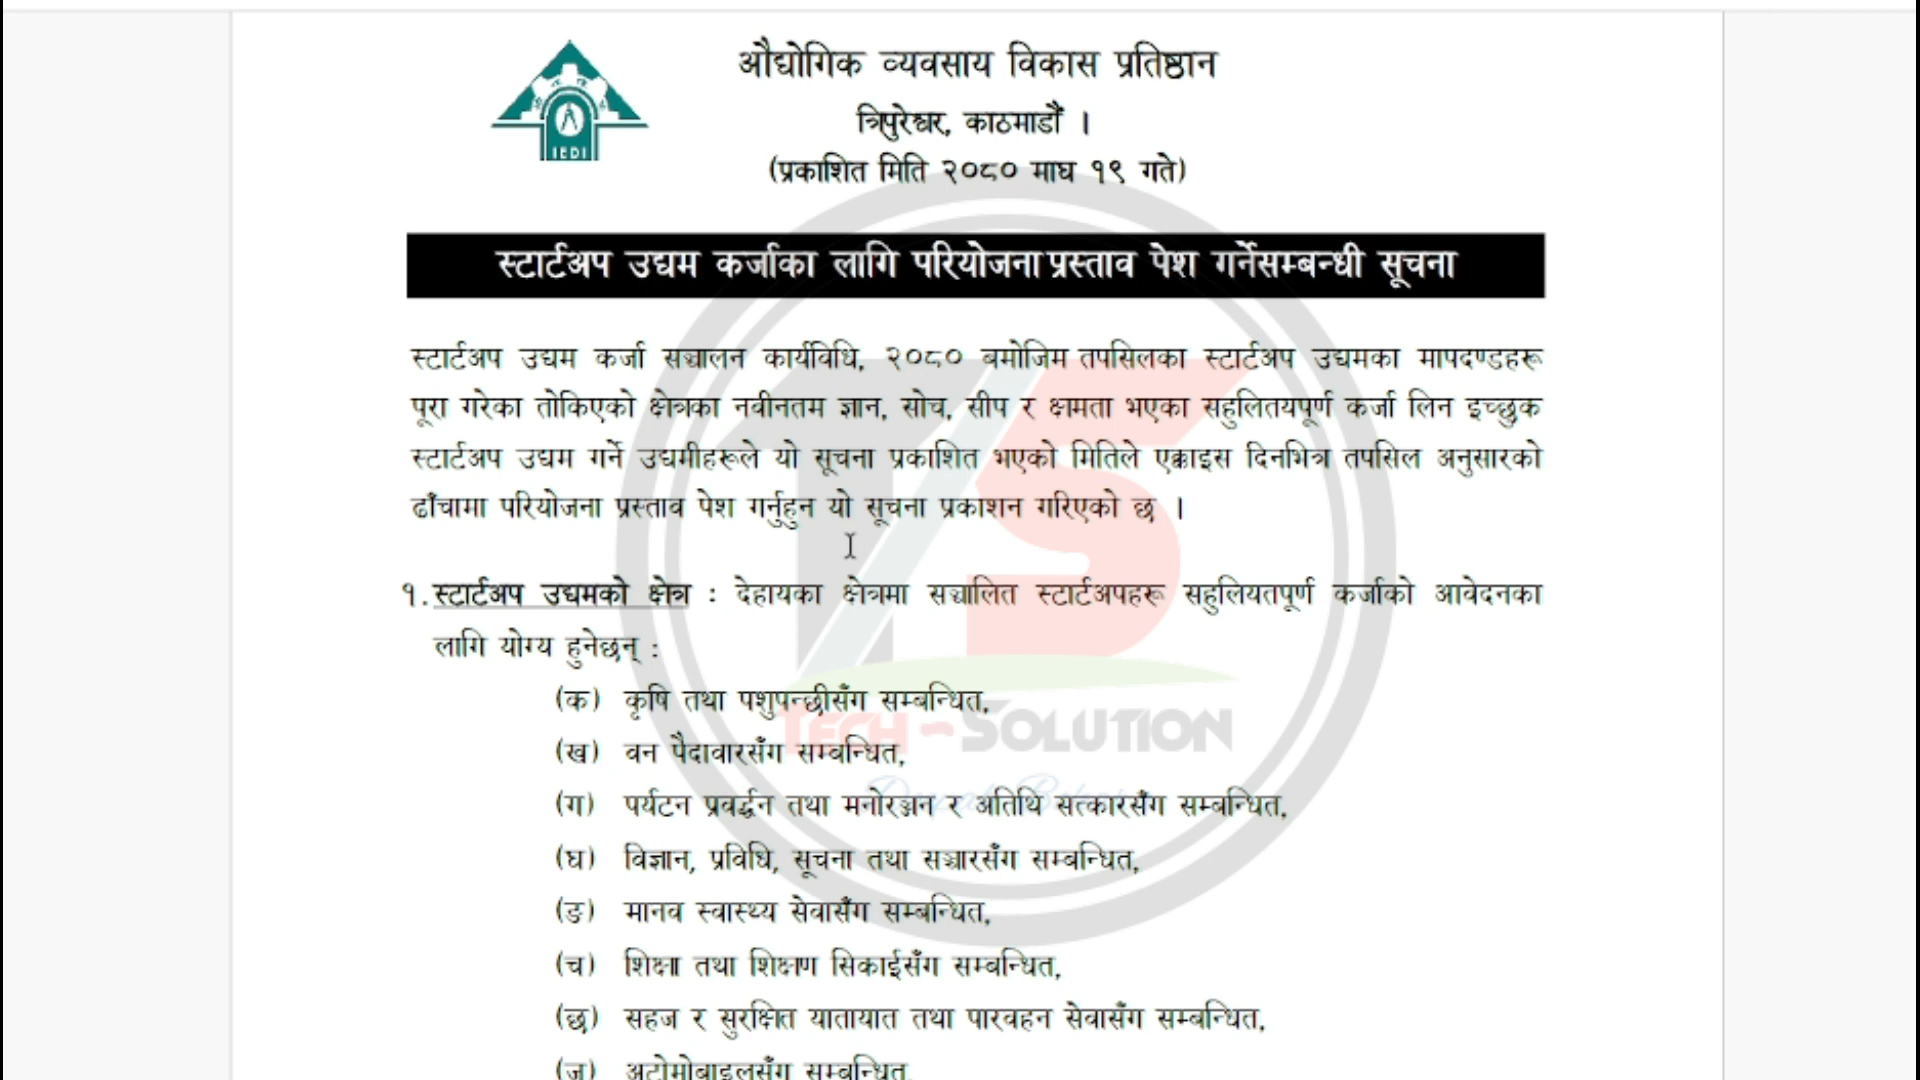 औद्योगिक व्यवसाय विकास प्रतिष्ठान
त्रिपुरेश्वर, काठमाडौं ।
(प्रकाशित मिति २०८० माघ १९ गते)
IEDI
स्टार्टअप उद्यम कर्जाका लागि परियोजना प्रस्ताव पेश गर्नेसम्बन्धी सूचना
स्टार्टअप उद्यम कर्जा सञ्चालन कार्यविधि, २०८० बमोजिम तपसिलका स्टार्टअप उद्यमका मापदण्डहरू
पूरा गरेका तोकिएको क्षेत्रका नवीनतम ज्ञान, सोच, सीप र क्षमता भएका सहुलितयपूर्ण कर्जा लिन इच्छुक
स्टार्टअप उद्यम गर्ने उद्यमीहरूले यो सूचना प्रकाशित भएको मितिले एक्काइस दिनभित्र तपसिल अनुसारको
ढाँचामा परियोजना प्रस्ताव पेश गर्नुहुन यो सूचना प्रकाशन गरिएको छ ।
१. स्टार्टअप उद्यमको क्षेत्र : देहायका क्षेत्रमा सञ्चालित स्टार्टअपहरू सहुलियतपूर्ण कर्जाको आवेदनका
लागि योग्य हुनेछन् :
(क) कृषि तथा पशुपन्छीसँग सम्बन्धित,
(ख) वन पैदावारसँग सम्बन्धित,
(ग) पर्यटन प्रवर्द्धन तथा मनोरञ्जन र अतिथि सत्कारसँग सम्बन्धित,
(घ) विज्ञान, प्रविधि, सूचना तथा सञ्चारसँग सम्बन्धित,
(ङ) मानव स्वास्थ्य सेवासँग सम्बन्धित,
(च) शिक्षा तथा शिक्षण सिकाईसँग सम्बन्धित,
(छ) सहज र सुरक्षित यातायात तथा पारवहन सेवासँग सम्बन्धित,
(ज) अटोमोबाइलसँग सम्बन्धित,
TS
TECH-SOLUTION